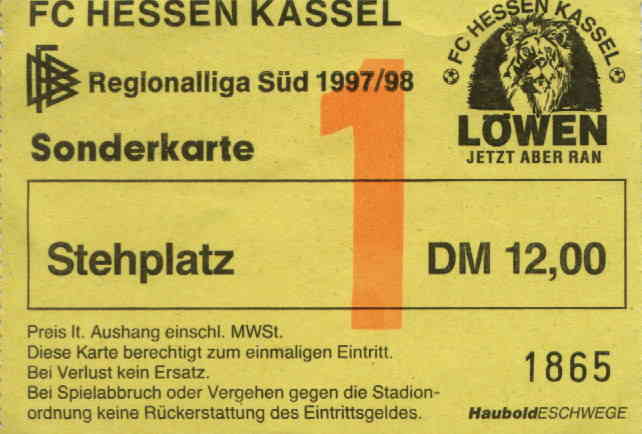 FC HESSEN KASSEL
DFB
Regionalliga Süd 1997/98
FC HESSEN KASSEL
LÖWEN
JETZT ABER RAN
Sonderkarte
1
Stehplatz DM 12,00
Preis lt. Aushang einschl. MWSt.
Diese Karte berechtigt zum einmaligen Eintritt.
Bei Verlust kein Ersatz.
Bei Spielabbruch oder Vergehen gegen die Stadion-
ordnung keine Rückerstattung des Eintrittsgeldes.
1865
HauboldESCHWEGE